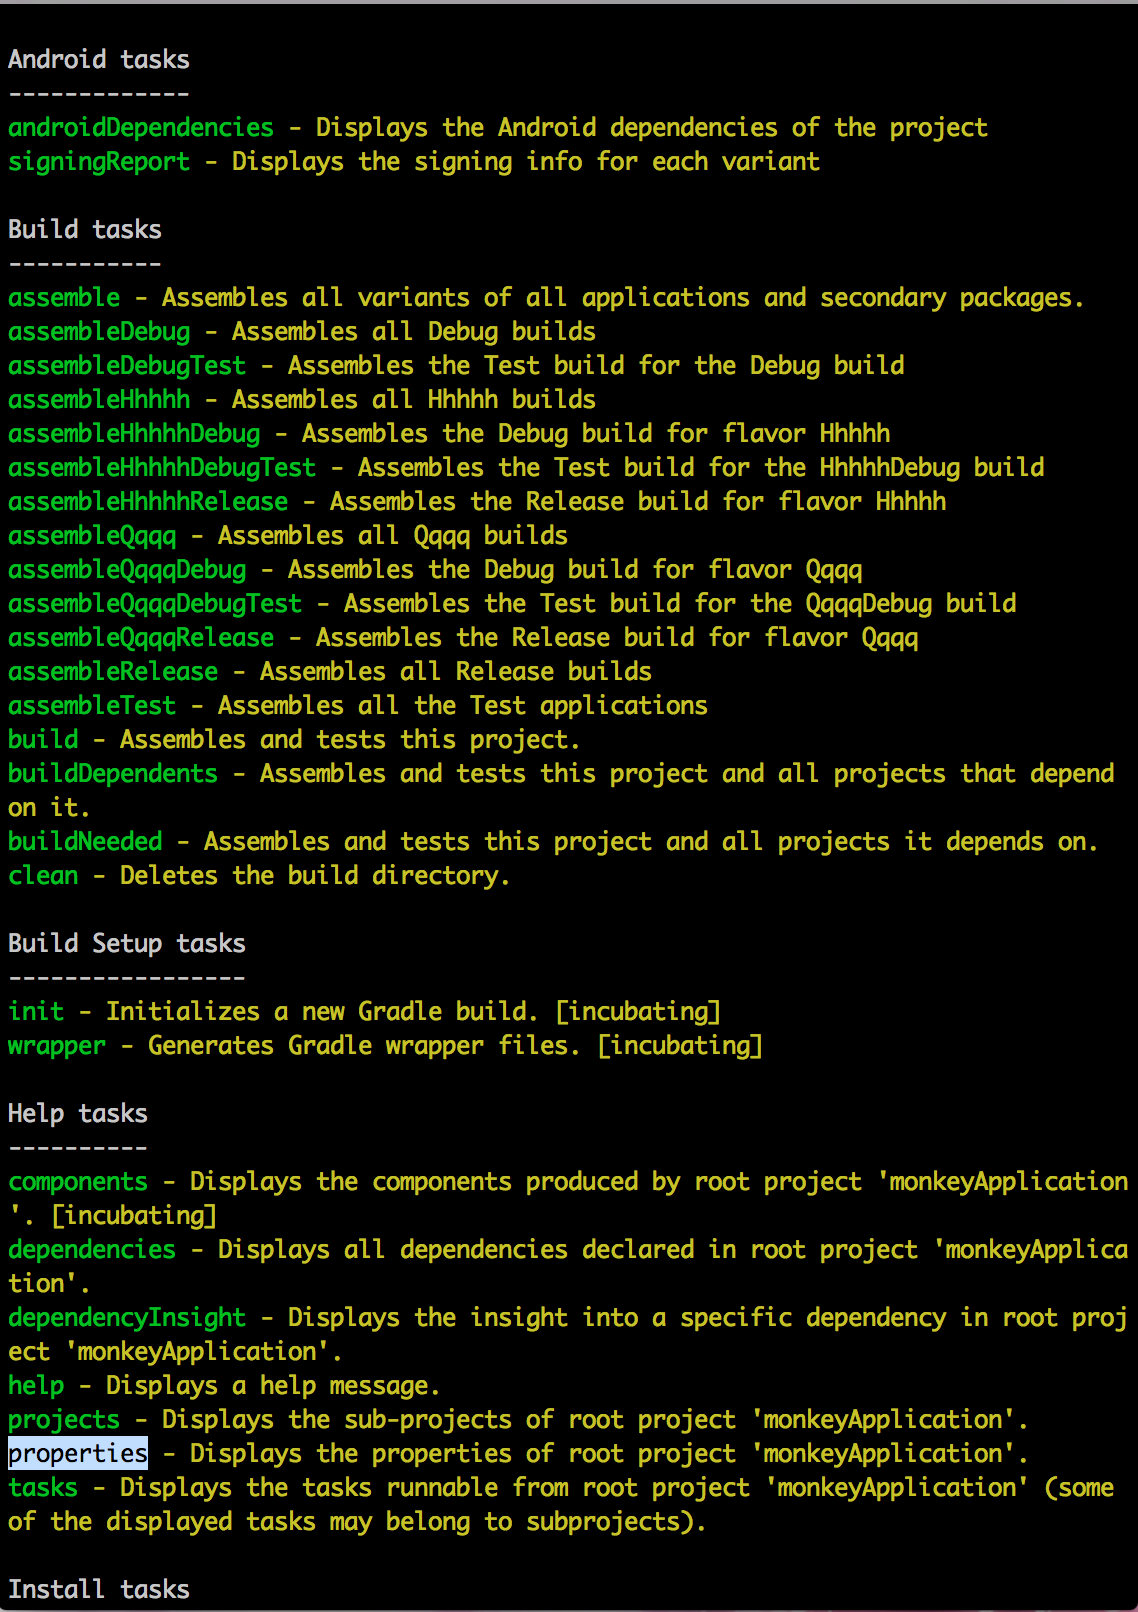 Android tasks
-------------
androidDependencies - Displays the Android dependencies of the project
signingReport - Displays the signing info for each variant
Build tasks
-----------
assemble - Assembles all variants of all applications and secondary packages.
assembleDebug - Assembles all Debug builds
assembleDebugTest - Assembles the Test build for the Debug build
assembleHhhhh - Assembles all Hhhhh builds
assembleHhhhhDebug - Assembles the Debug build for flavor Hhhhh
assembleHhhhhDebugTest - Assembles the Test build for the HhhhhDebug build
assembleHhhhhRelease - Assembles the Release build for flavor Hhhhh
assembleQqqq - Assembles all Qqqq builds
assembleQqqqDebug - Assembles the Debug build for flavor Qqqq
assembleQqqqDebugTest - Assembles the Test build for the QqqqDebug build
assembleQqqqRelease - Assembles the Release build for flavor Qqqq
assembleRelease - Assembles all Release builds
assembleTest - Assembles all the Test applications
build - Assembles and tests this project.
buildDependents - Assembles and tests this project and all projects that depend
on it.
buildNeeded - Assembles and tests this project and all projects it depends on.
clean - Deletes the build directory.
Build Setup tasks
-----------------
init - Initializes a new Gradle build. [incubating]
wrapper - Generates Gradle wrapper files. [incubating]
Help tasks
----------
components - Displays the components produced by root project 'monkeyApplication
'. [incubating]
dependencies - Displays all dependencies declared in root project 'monkeyApplica
tion'.
dependencyInsight - Displays the insight into a specific dependency in root proj
ect 'monkeyApplication'.
help - Displays a help message.
projects - Displays the sub-projects of root project 'monkeyApplication'.
properties - Displays the properties of root project 'monkeyApplication'.
tasks - Displays the tasks runnable from root project 'monkeyApplication' (some
of the displayed tasks may belong to subprojects).
Install tasks